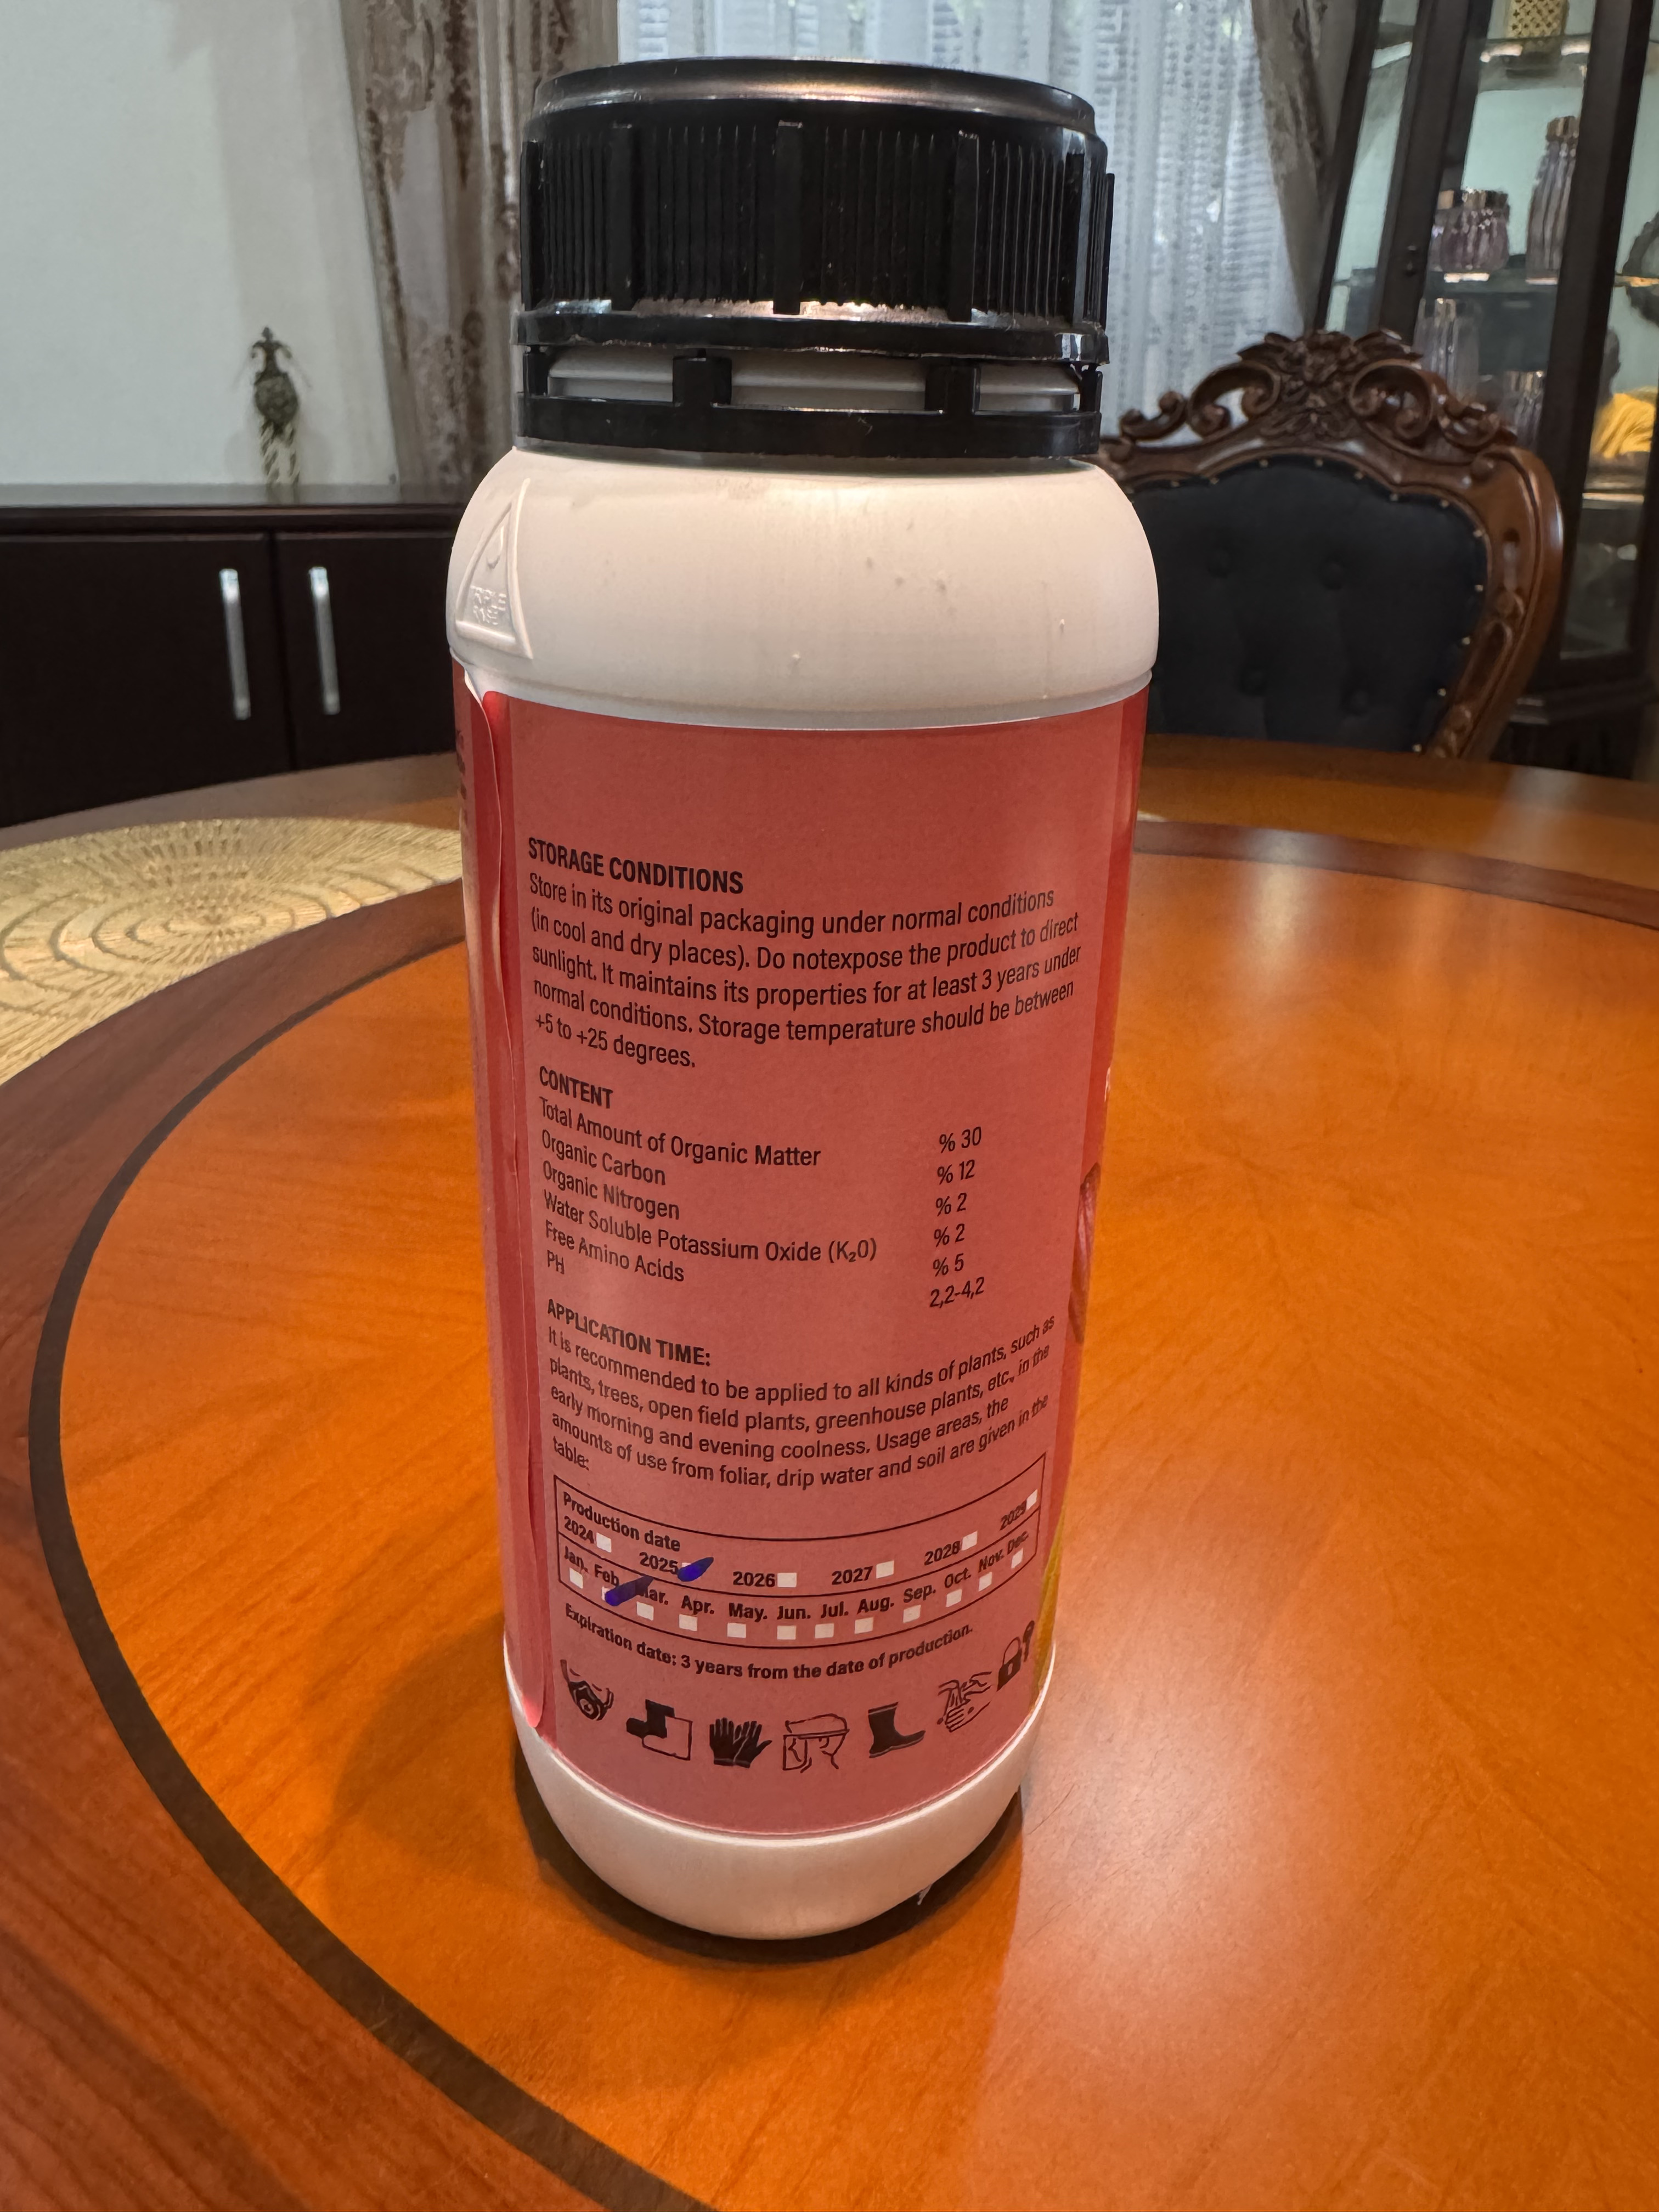 TRIPLE
STORAGE CONDITIONS
Store in its original packaging under normal conditions
(in cool and dry places). Do notexpose the product to direct
sunlight. It maintains its properties for at least 3 years under
normal conditions. Storage temperature should be between
+5 to +25 degrees.
CONTENT
Total Amount of Organic Matter % 30
Organic Carbon % 12
Organic Nitrogen % 2
Water Soluble Potassium Oxide (K₂O) % 2
Free Amino Acids % 5
PH 2,2-4,2
APPLICATION TIME:
It is recommended to be applied to all kinds of plants, such as
plants, trees, open field plants, greenhouse plants, etc., in the
early morning and evening coolness. Usage areas, the
amounts of use from foliar, drip water and soil are given in the
table:
Production date
2024 2025 2026 2027 2028 2029
Jan. Feb. Mar. Apr. May. Jun. Jul. Aug. Sep. Oct. Nov. Dec.
Expiration date: 3 years from the date of production.